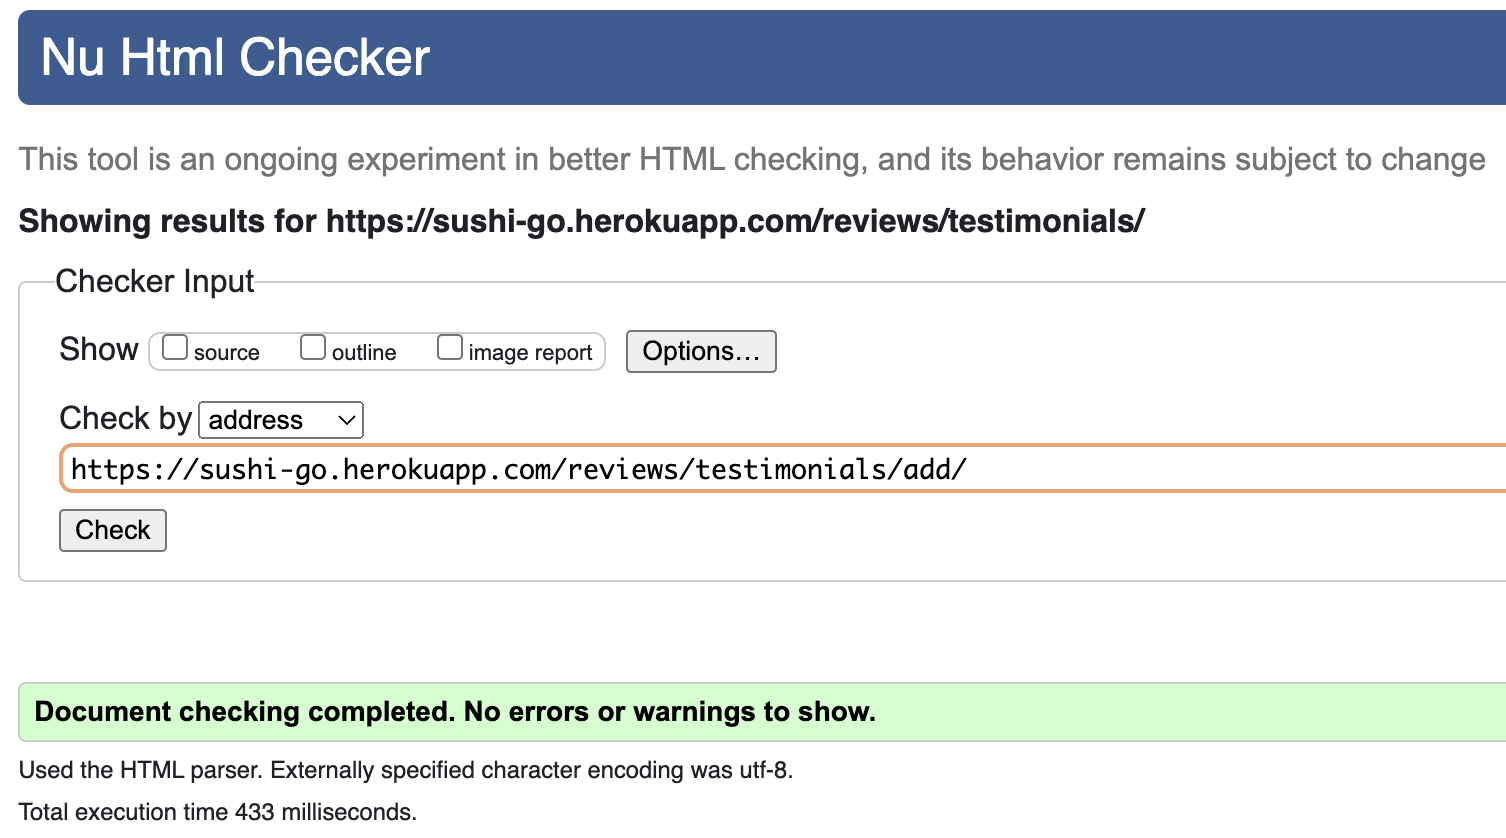 Nu Html Checker
This tool is an ongoing experiment in better HTML checking, and its behavior remains subject to change
Showing results for https://sushi-go.herokuapp.com/reviews/testimonials/
Checker Input
Show source outline image report Options...
Check by address
https://sushi-go.herokuapp.com/reviews/testimonials/add/
Check
Document checking completed. No errors or warnings to show.
Used the HTML parser. Externally specified character encoding was utf-8.
Total execution time 433 milliseconds.